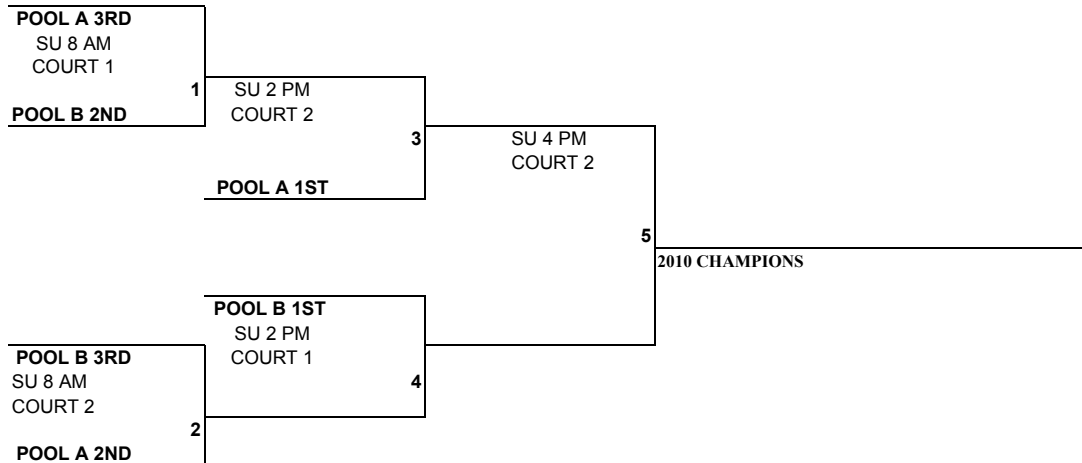 POOL A 3RD
SU 8 AM
COURT 1
1
POOL B 2ND
SU 2 PM
COURT 2
3
POOL A 1ST
SU 4 PM
COURT 2
5
2010 CHAMPIONS
POOL B 1ST
SU 2 PM
COURT 1
4
POOL B 3RD
SU 8 AM
COURT 2
2
POOL A 2ND